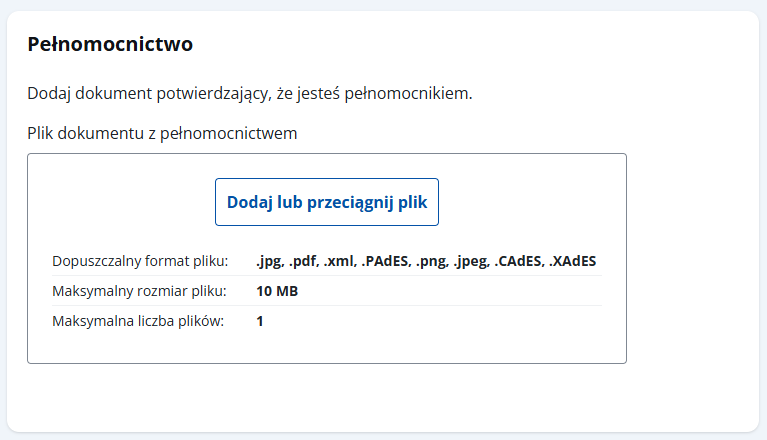 Pełnomocnictwo
Dodaj dokument potwierdzający, że jesteś pełnomocnikiem.
Plik dokumentu z pełnomocnictwem
Dodaj lub przeciągnij plik
Dopuszczalny format pliku: .jpg, .pdf, .xml, .PAdES, .png, .jpeg, .CAdES, .XAdES
Maksymalny rozmiar pliku: 10 MB
Maksymalna liczba plików: 1